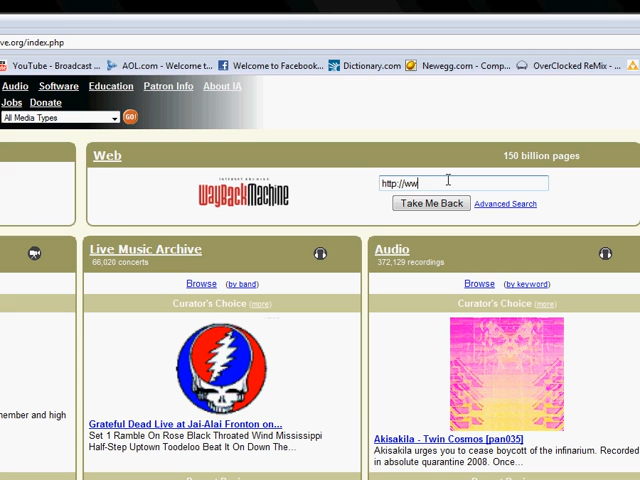 ve.org/index.php
YouTube - Broadcast ... AOL.com - Welcome t... Welcome to Facebook... Dictionary.com Newegg.com - Comp... OverClocked ReMix - ...
Audio Software Education Patron Info About IA
Jobs Donate
All Media Types GO!
Web 150 billion pages
INTERNET ARCHIVE
WayBackMachine
http://ww
Take Me Back Advanced Search
Live Music Archive
66,020 concerts
Audio
372,129 recordings
Browse (by band)
Browse (by keyword)
Curator's Choice (more)
Curator's Choice (more)
Grateful Dead Live at Jai-Alai Fronton on...
Set 1 Ramble On Rose Black Throated Wind Mississippi
Half-Step Uptown Toodeloo Beat It On Down The...
Akisakila - Twin Cosmos [pan035]
Akisakila urges you to cease boycott of the infinarium. Recorded
in absolute quarantine 2008. Once...
member and high